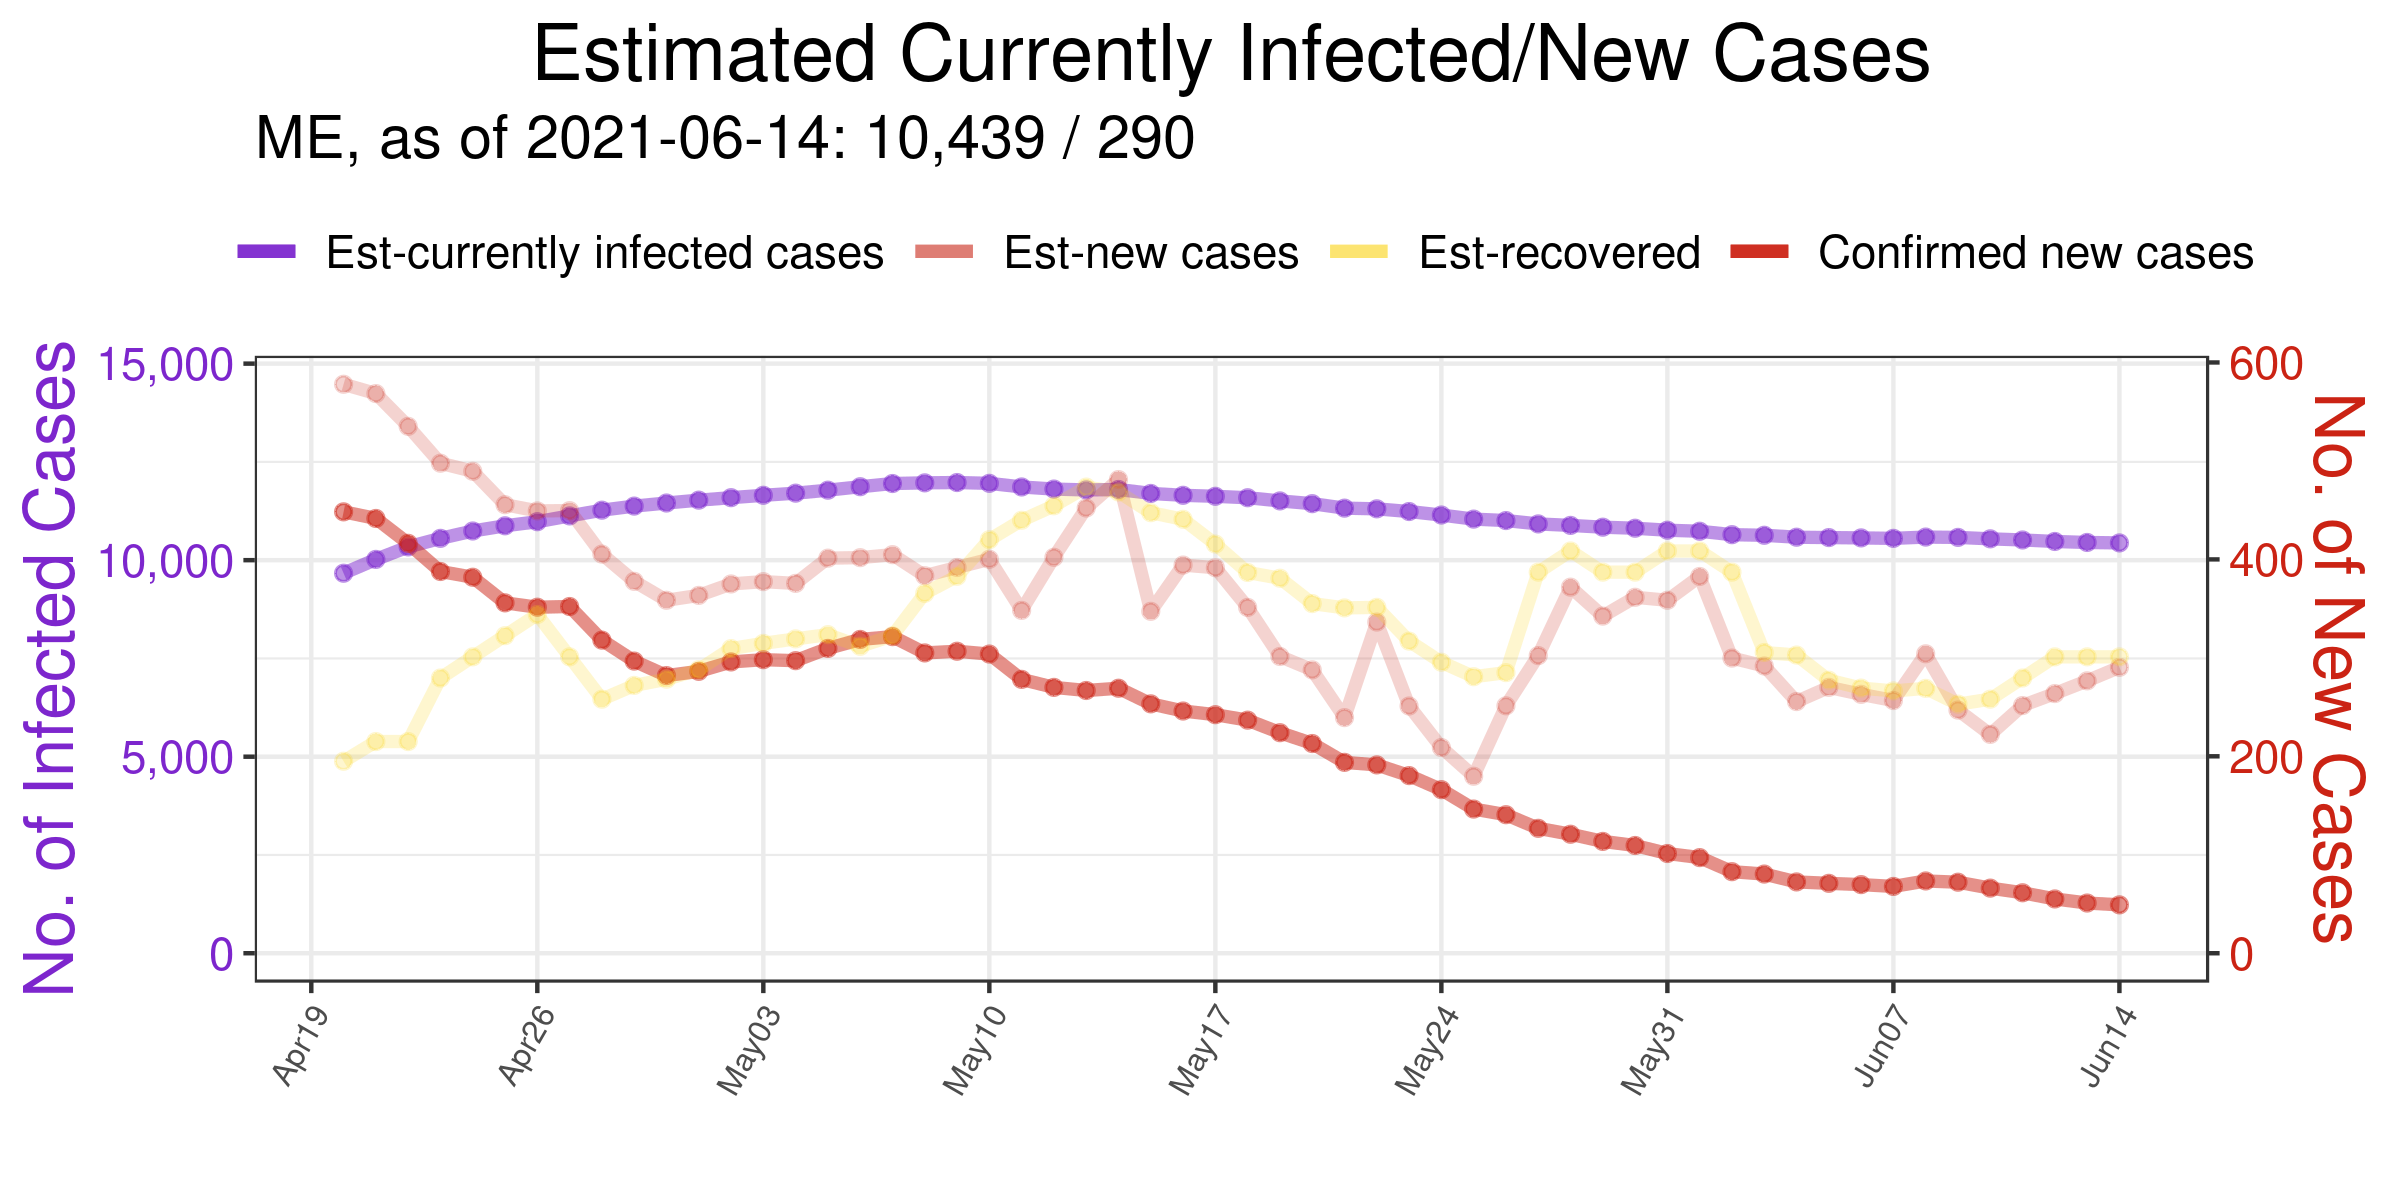 Estimated Currently Infected/New Cases
ME, as of 2021-06-14: 10,439 / 290
Est-currently infected cases Est-new cases Est-recovered Confirmed new cases
No. of Infected Cases
15,000
10,000
5,000
0
600
400
200
0
No. of New Cases
Apr19 Apr26 May03 May10 May17 May24 May31 Jun07 Jun14